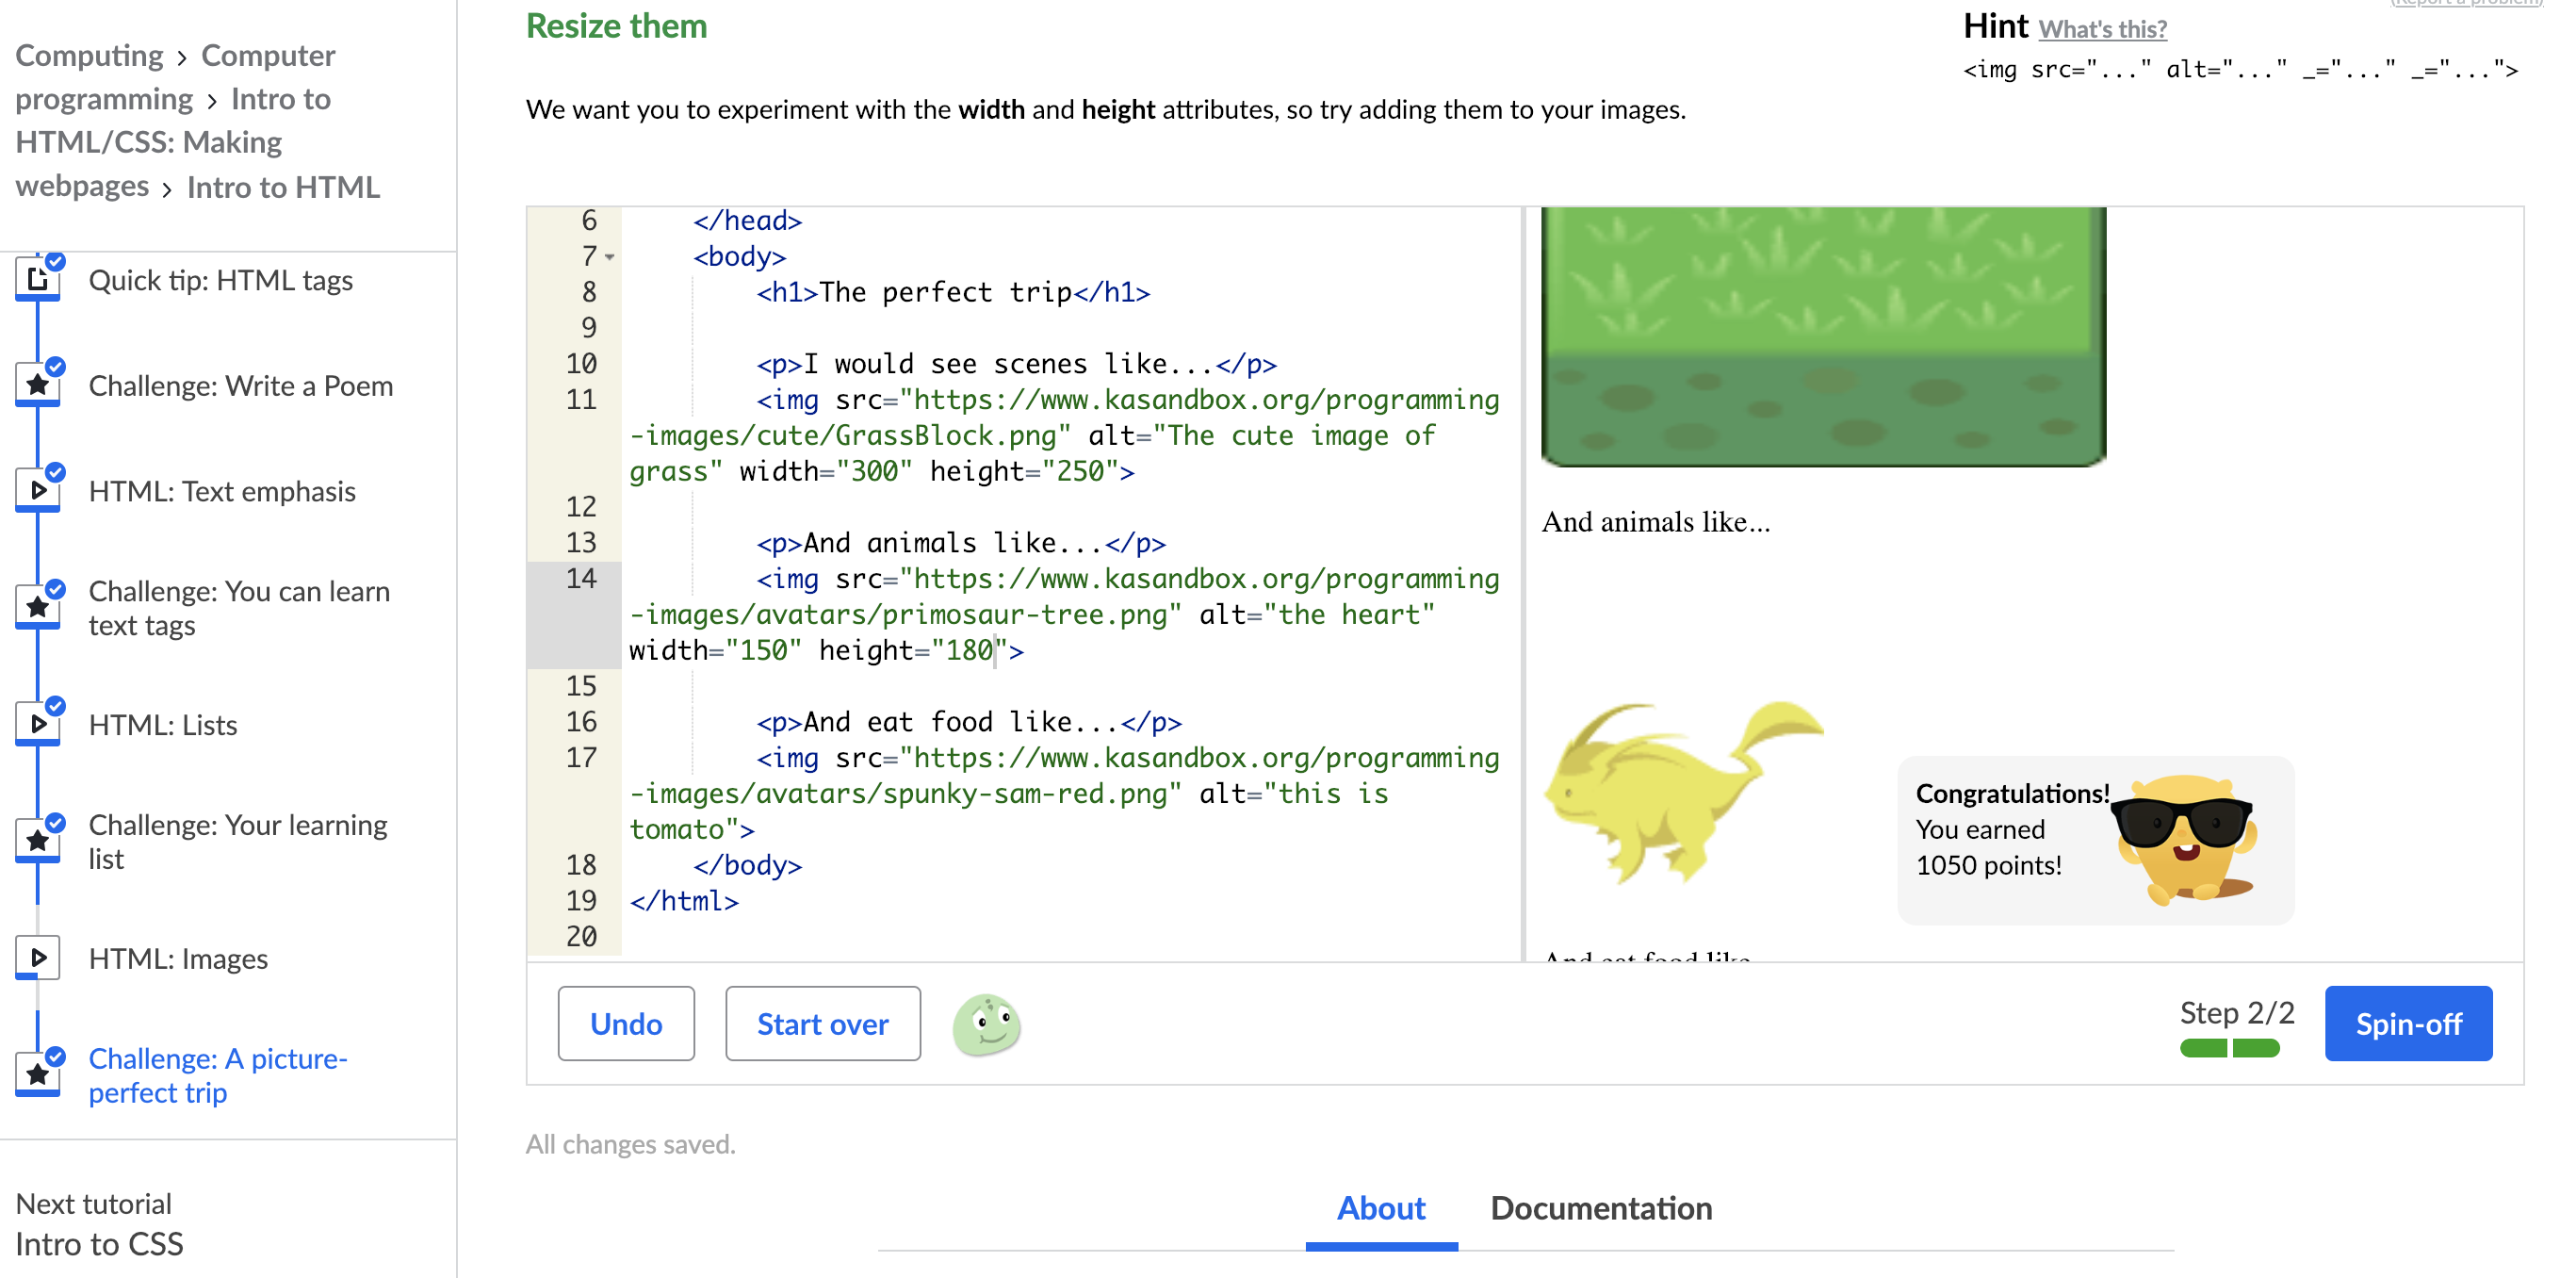 Computing › Computer
programming › Intro to
HTML/CSS: Making
webpages › Intro to HTML
Quick tip: HTML tags
Challenge: Write a Poem
HTML: Text emphasis
Challenge: You can learn
text tags
HTML: Lists
Challenge: Your learning
list
HTML: Images
Challenge: A picture-
perfect trip
Next tutorial
Intro to CSS
(Report a problem)
Resize them
Hint What's this?
<img src="..." alt="..." _="..." _="...">
We want you to experiment with the width and height attributes, so try adding them to your images.
6 </head>
7 <body>
8 <h1>The perfect trip</h1>
9
10 <p>I would see scenes like...</p>
11 <img src="https://www.kasandbox.org/programming
-images/cute/GrassBlock.png" alt="The cute image of
grass" width="300" height="250">
12
13 <p>And animals like...</p>
14 <img src="https://www.kasandbox.org/programming
-images/avatars/primosaur-tree.png" alt="the heart"
width="150" height="180">
15
16 <p>And eat food like...</p>
17 <img src="https://www.kasandbox.org/programming
-images/avatars/spunky-sam-red.png" alt="this is
tomato">
18 </body>
19 </html>
20
And animals like...
Congratulations!
You earned
1050 points!
And eat food like
Undo
Start over
Step 2/2
Spin-off
All changes saved.
About
Documentation